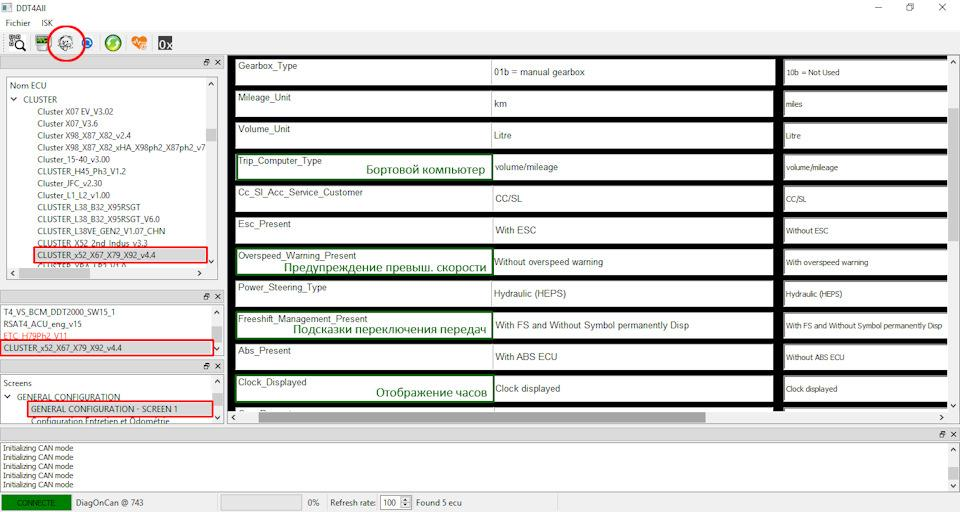 DDT4All
Fichier ISK
0x
Nom ECU
CLUSTER
Cluster X07 EV_V3.02
Cluster X07_V3.6
Cluster X98_X87_X82_v2.4
Cluster X98_X87_X82_xHA_X98ph2_X87ph2_v7
Cluster_15-40_v3.00
CLUSTER_H45_Ph3_V1.2
Cluster_JFC_v2.30
Cluster_L1_L2_v1.00
CLUSTER_L38_B32_X95RSGT
CLUSTER_L38_B32_X95RSGT_V6.0
CLUSTER_L38VE_GEN2_V1.07_CHN
CLUSTER_X52_2nd_Indus_v3.3
CLUSTER_x52_X67_X79_X92_v4.4
T4_VS_BCM_DDT2000_SW15_1
RSAT4_ACU_eng_v15
ETC_H79Ph2_V11
CLUSTER_x52_X67_X79_X92_v4.4
Screens
GENERAL CONFIGURATION
GENERAL CONFIGURATION - SCREEN 1
Configuration Entretien et Odométrie
Gearbox_Type 01b = manual gearbox 10b = Not Used
Mileage_Unit km miles
Volume_Unit Litre Litre
Trip_Computer_Type Бортовой компьютер volume/mileage volume/mileage
Cc_Sl_Acc_Service_Customer CC/SL CC/SL
Esc_Present With ESC Without ESC
Overspeed_Warning_Present Предупреждение превыш. скорости Without overspeed warning With overspeed warning
Power_Steering_Type Hydraulic (HEPS) Hydraulic (HEPS)
Freeshift_Management_Present Подсказки переключения передач With FS and Without Symbol permanently Disp With FS and Without Symbol permanently Disp
Abs_Present With ABS ECU Without ABS ECU
Clock_Displayed Отображение часов Clock displayed Clock displayed
Initializing CAN mode
Initializing CAN mode
Initializing CAN mode
Initializing CAN mode
Initializing CAN mode
CONNECTE DiagOnCan @ 743 0% Refresh rate: 100 Found 5 ecu